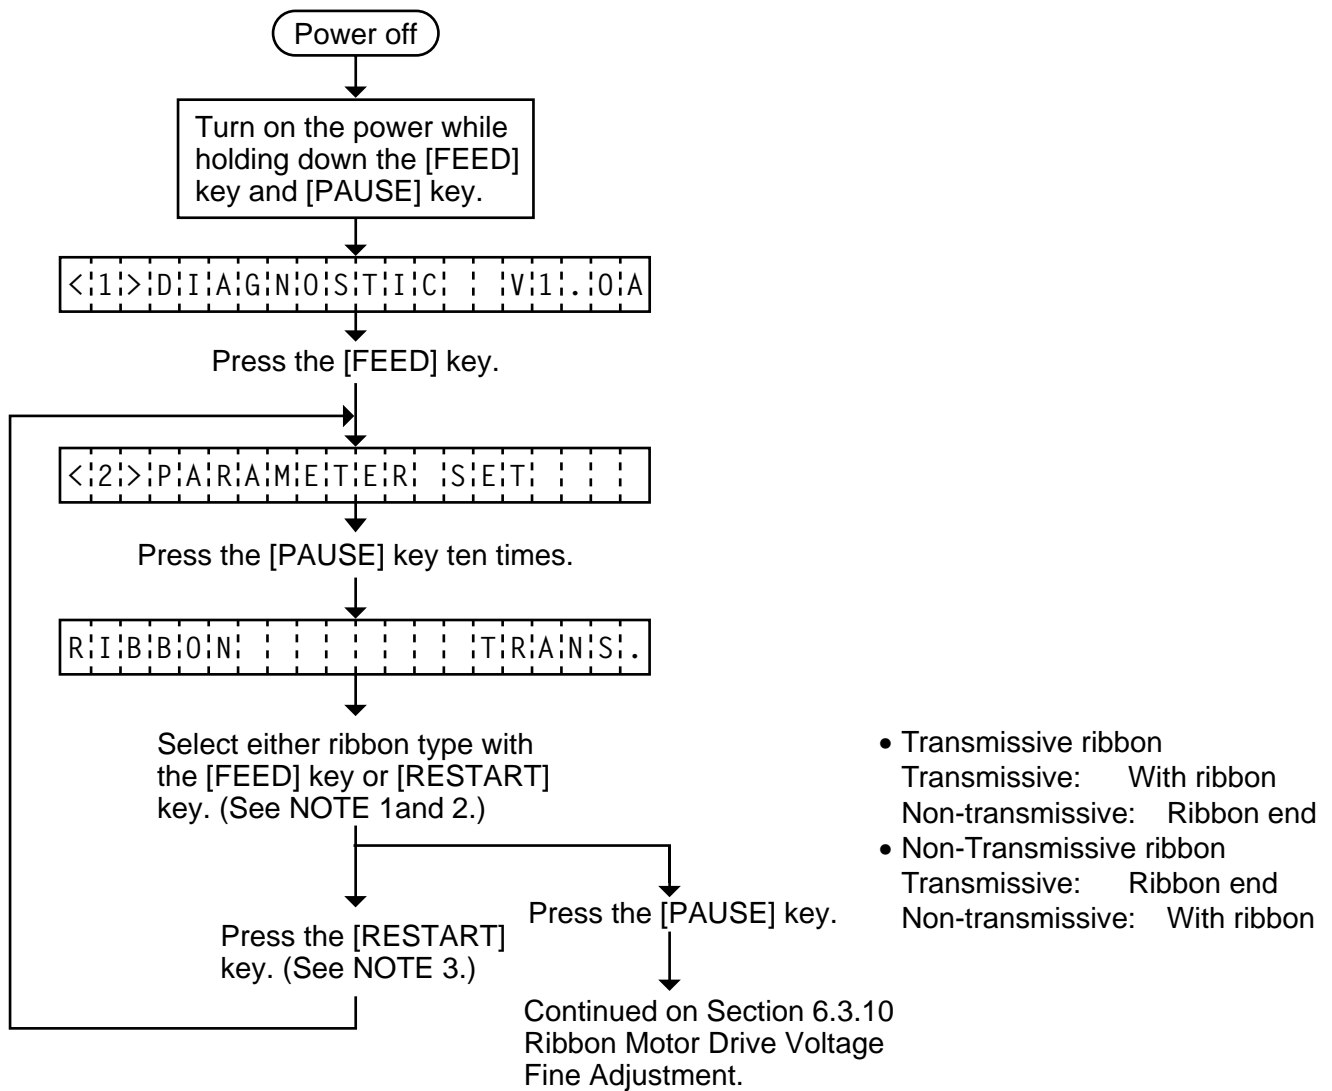 Power off
Turn on the power while
holding down the [FEED]
key and [PAUSE] key.
<1>DIAGNOSTIC  V1.0A
Press the [FEED] key.
<2>PARAMETER SET
Press the [PAUSE] key ten times.
RIBBON        TRANS.
Select either ribbon type with
the [FEED] key or [RESTART]
key. (See NOTE 1and 2.)
Press the [RESTART]
key. (See NOTE 3.)
Press the [PAUSE] key.
Continued on Section 6.3.10
Ribbon Motor Drive Voltage
Fine Adjustment.
• Transmissive ribbon
Transmissive: With ribbon
Non-transmissive: Ribbon end
• Non-Transmissive ribbon
Transmissive: Ribbon end
Non-transmissive: With ribbon